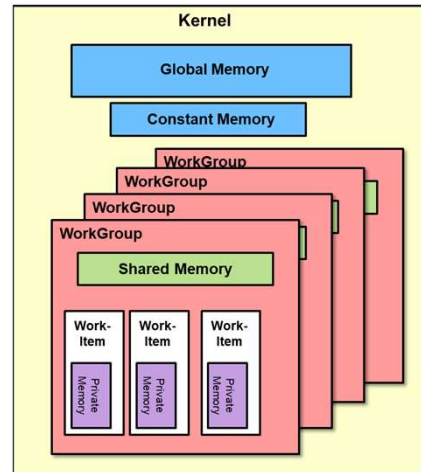 Kernel
Global Memory
Constant Memory
WorkGroup
WorkGroup
WorkGroup
WorkGroup
Shared Memory
Work-
Item
Private
Memory
Work-
Item
Private
Memory
Work-
Item
Private
Memory